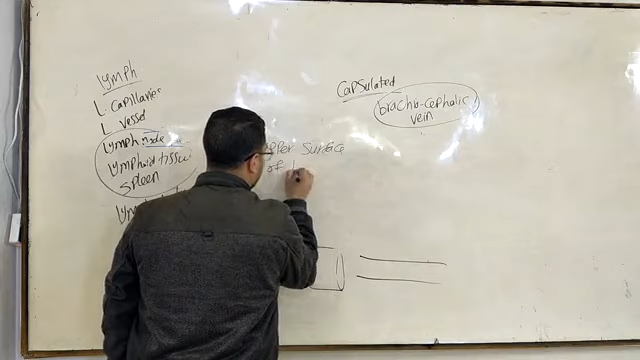 Lymph
L. capillaries
L vessel
Lymph node
Lymphoid tissue
Spleen
Capsulated
brachio-cephalic
vein
Surface
of